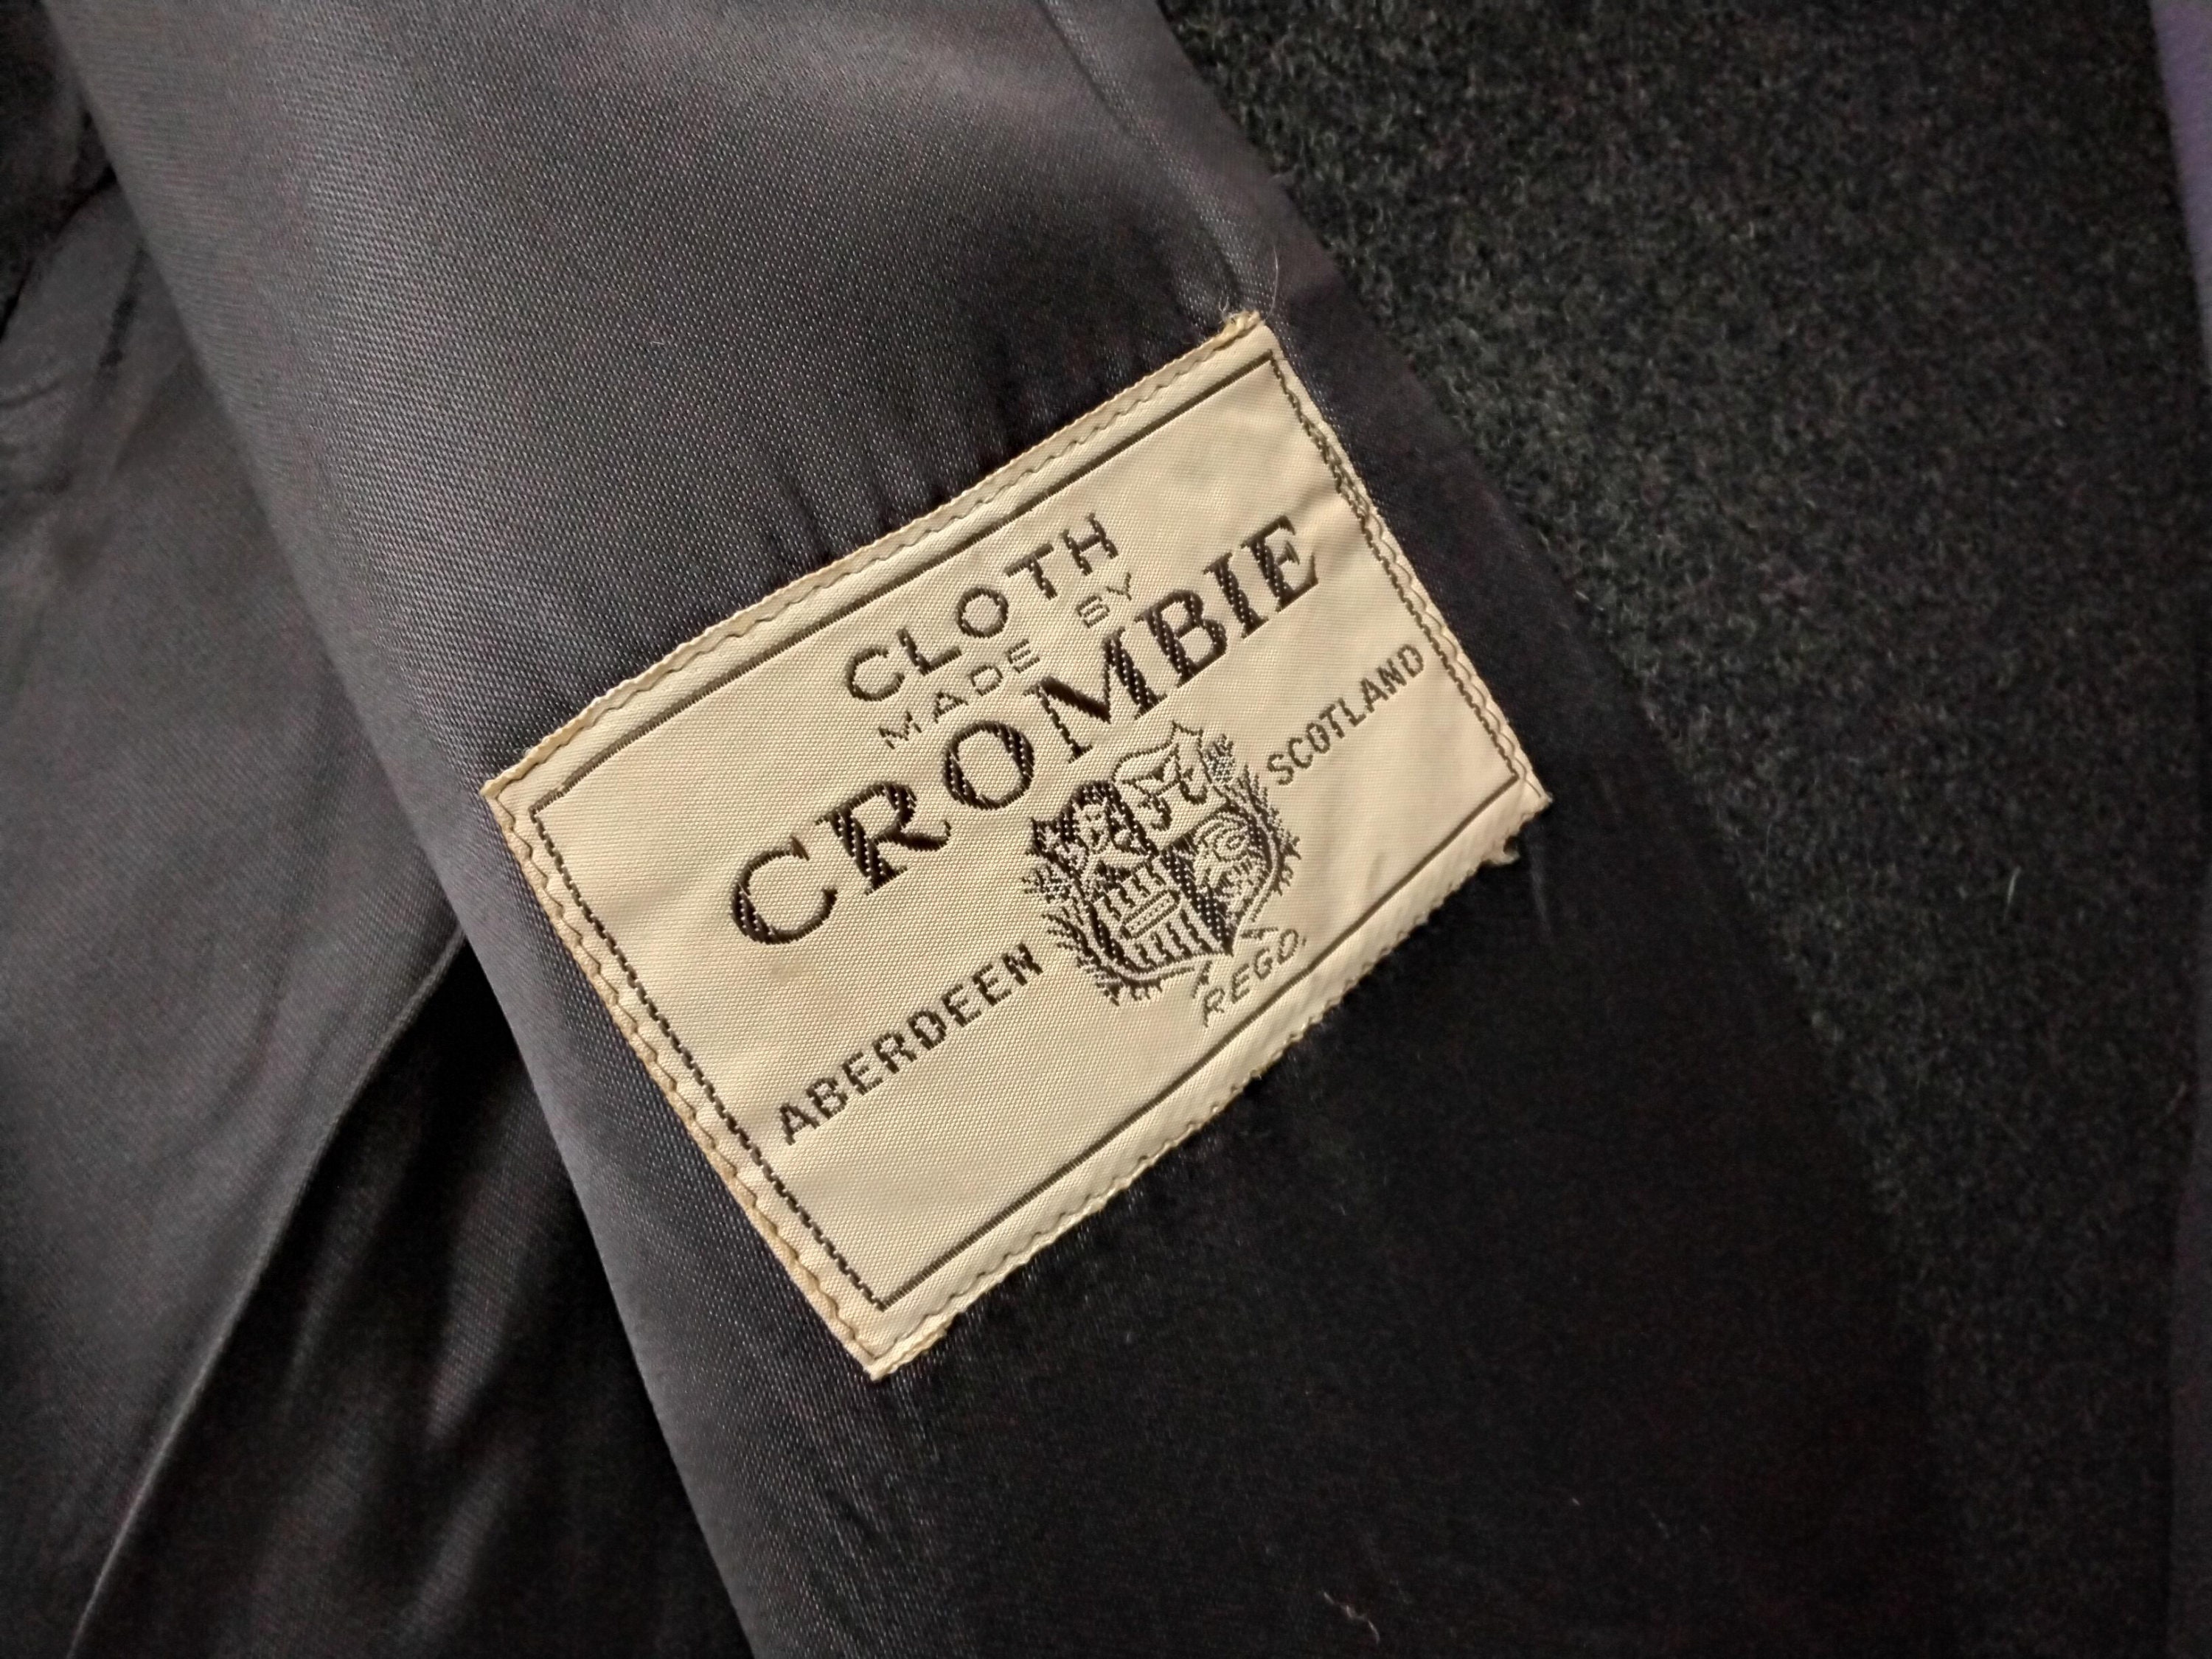 CLOTH
MADE BY
CROMBIE
ABERDEEN SCOTLAND
REGD.